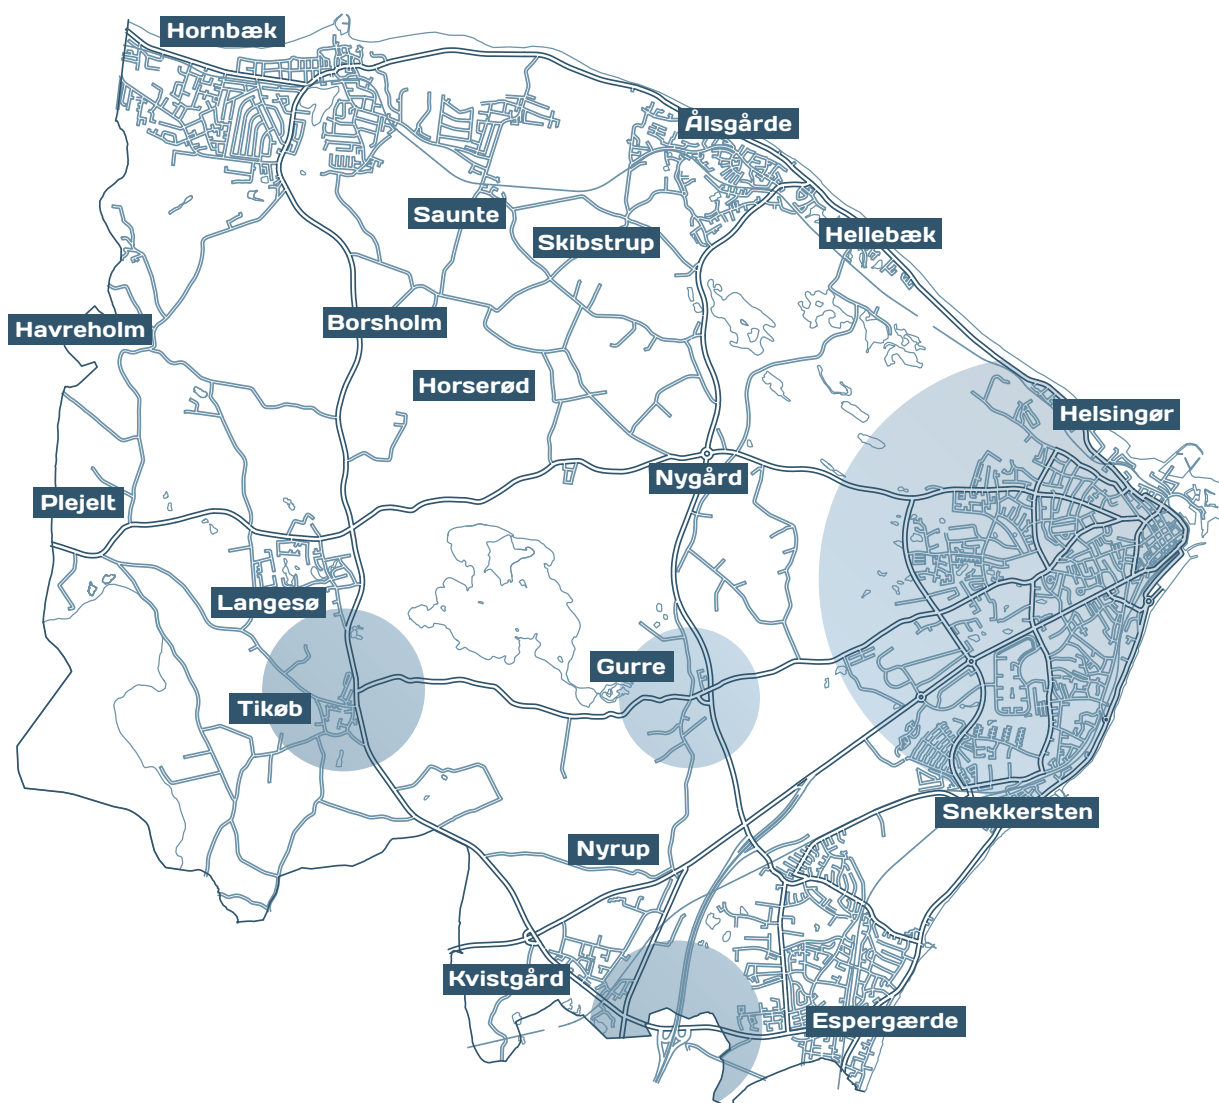 Hornbæk
Ålsgårde
Saunte
Skibstrup
Hellebæk
Havreholm
Borsholm
Horserød
Helsingør
Nygård
Plejelt
Langesø
Gurre
Tikøb
Snekkersten
Nyrup
Kvistgård
Espergærde